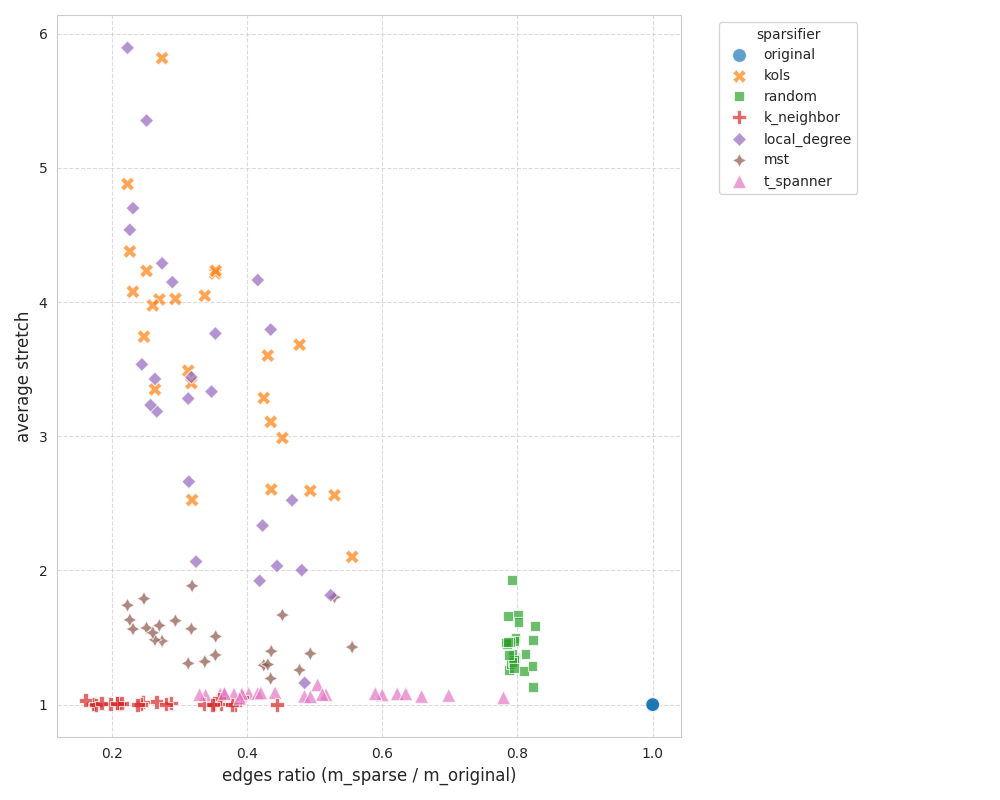 sparsifier
original
kols
random
k_neighbor
local_degree
mst
t_spanner
6
5
4
3
2
1
average stretch
0.2 0.4 0.6 0.8 1.0
edges ratio (m_sparse / m_original)